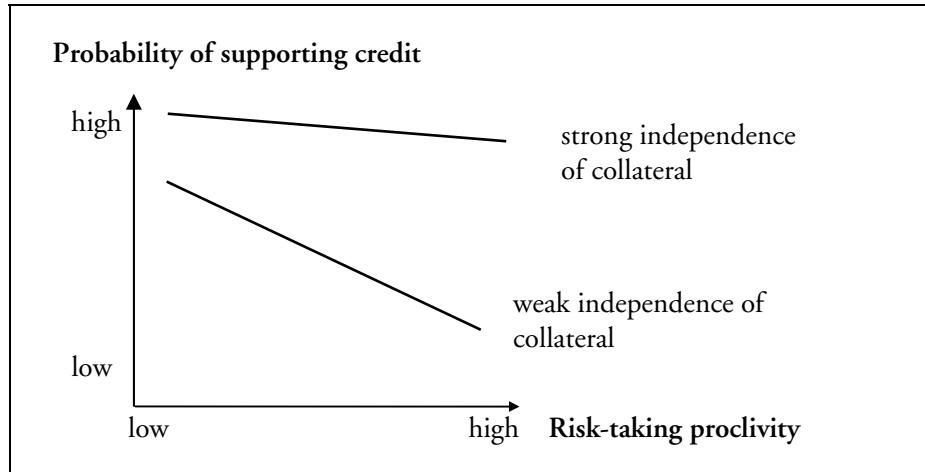 Probability of supporting credit
high
strong independence
of collateral
weak independence of
collateral
low
low
high
Risk-taking proclivity